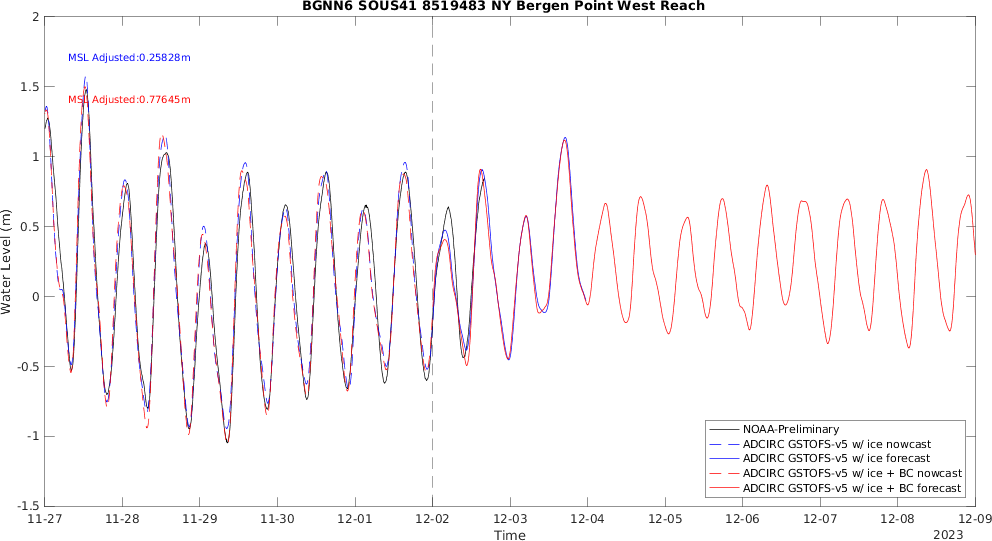 BGNN6 SOUS41 8519483 NY Bergen Point West Reach
2
1.5
1
0.5
0
-0.5
-1
-1.5
Water Level (m)
MSL Adjusted:0.25828m
MSL Adjusted:0.77645m
NOAA-Preliminary
ADCIRC GSTOFS-v5 w/ ice nowcast
ADCIRC GSTOFS-v5 w/ ice forecast
ADCIRC GSTOFS-v5 w/ ice + BC nowcast
ADCIRC GSTOFS-v5 w/ ice + BC forecast
11-27 11-28 11-29 11-30 12-01 12-02 12-03 12-04 12-05 12-06 12-07 12-08 12-09
Time
2023